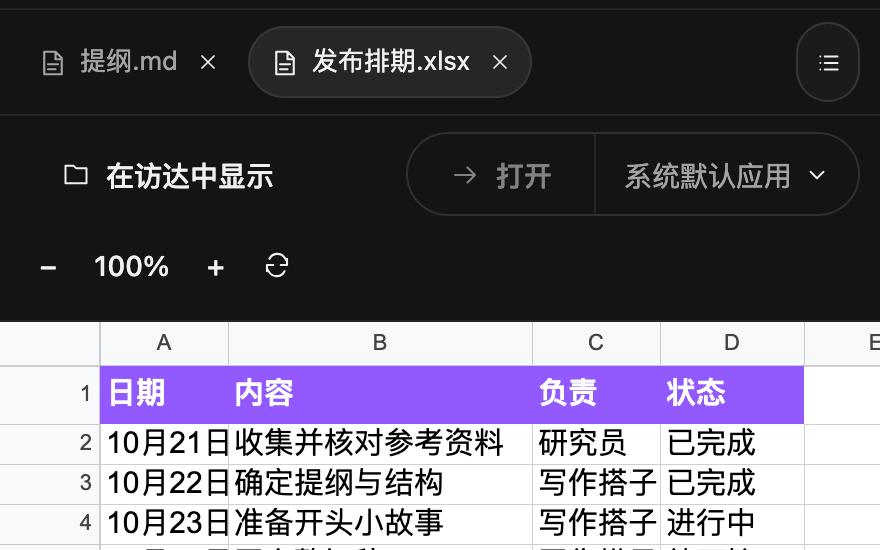 提纲.md
发布排期.xlsx
在访达中显示
打开
系统默认应用
100%
A B C D E
1 日期 内容 负责 状态
2 10月21日 收集并核对参考资料 研究员 已完成
3 10月22日 确定提纲与结构 写作搭子 已完成
4 10月23日 准备开头小故事 写作搭子 进行中